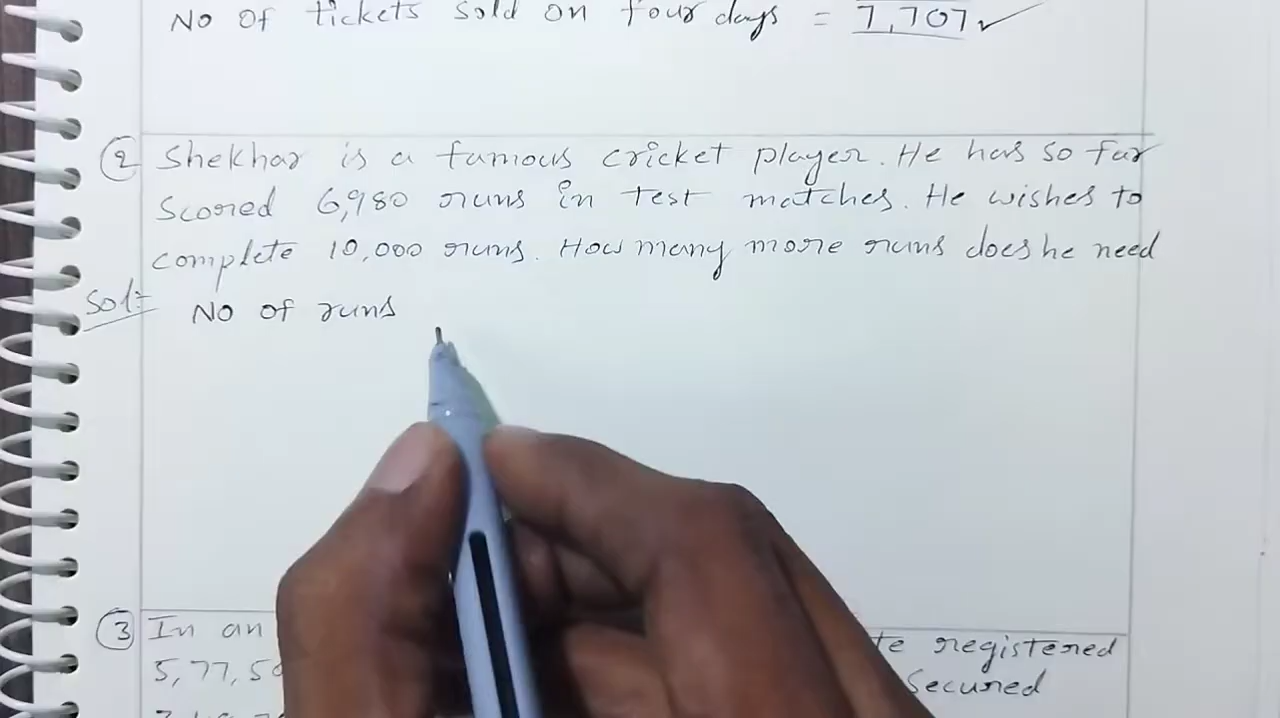 No of tickets sold on four days = 7,707 ✓
② Shekhar is a famous cricket player. He has so far
scored 6,980 runs in test matches. He wishes to
complete 10,000 runs. How many more runs does he need
Sol:- No of runs
③ In an
te registered
5,77,5
secured